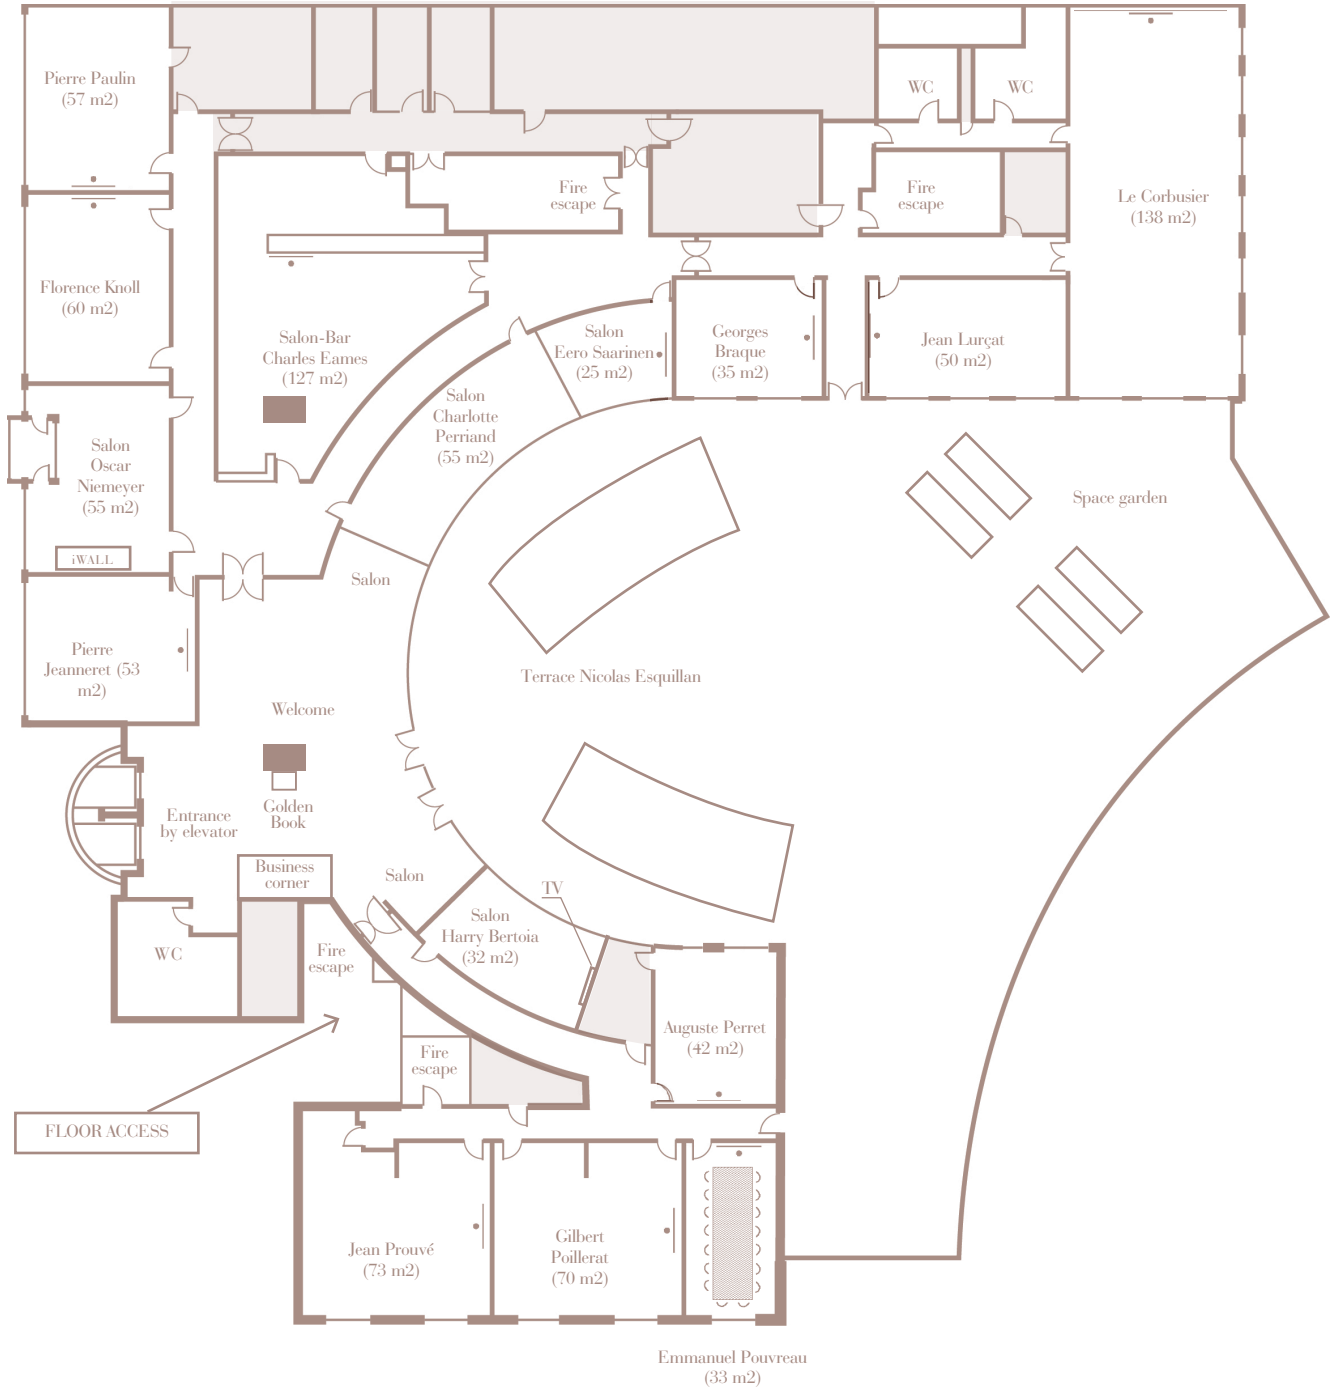 Pierre Paulin
(57 m2)
WC
WC
Fire
escape
Fire
escape
Le Corbusier
(138 m2)
Florence Knoll
(60 m2)
Salon-Bar
Charles Eames
(127 m2)
Salon
Eero Saarinen
(25 m2)
Georges
Braque
(35 m2)
Jean Lurçat
(50 m2)
Salon
Charlotte
Perriand
(55 m2)
Salon
Oscar
Niemeyer
(55 m2)
iWALL
Space garden
Salon
Pierre
Jeanneret (53
m2)
Terrace Nicolas Esquillan
Welcome
Golden
Book
Entrance
by elevator
Business
corner
Salon
TV
Salon
Harry Bertoia
(32 m2)
WC
Fire
escape
Auguste Perret
(42 m2)
Fire
escape
FLOOR ACCESS
Jean Prouvé
(73 m2)
Gilbert
Poillerat
(70 m2)
Emmanuel Pouvreau
(33 m2)